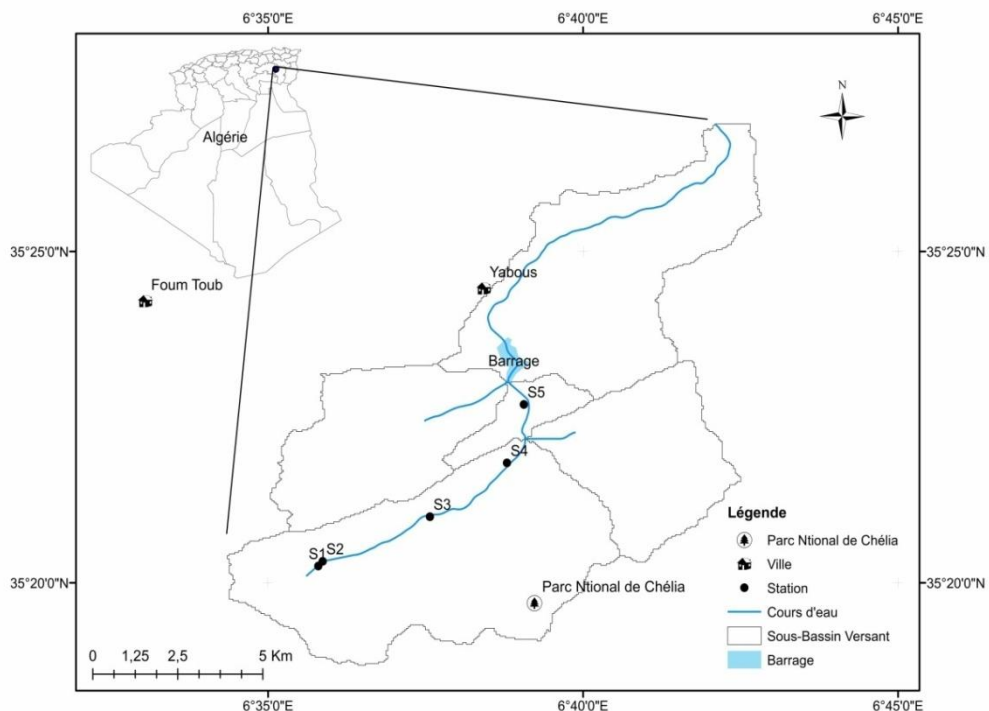 6°35'0"E 6°40'0"E 6°45'0"E
N
Algérie
35°25'0"N 35°25'0"N
Foum Toub
Yabous
Barrage
S5
S4
S3
S1 S2
35°20'0"N 35°20'0"N
Parc Ntional de Chélia
Légende
Parc Ntional de Chélia
Ville
Station
Cours d'eau
Sous-Bassin Versant
Barrage
0 1,25 2,5 5 Km
6°35'0"E 6°40'0"E 6°45'0"E